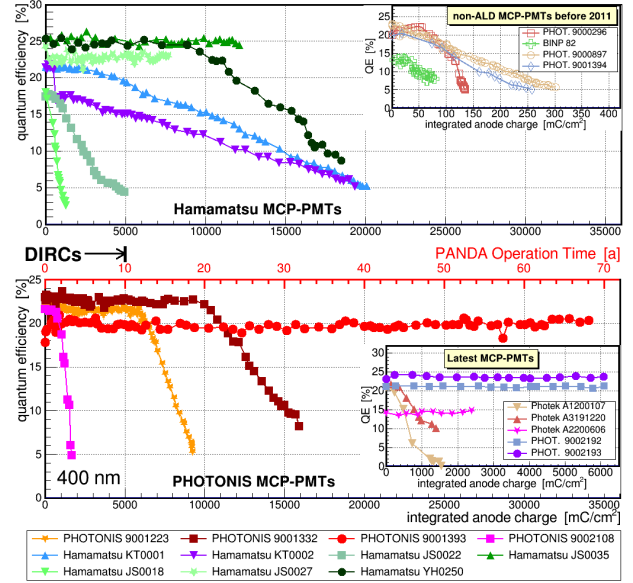 quantum efficiency [%]
30
25
20
15
10
5
0
Hamamatsu MCP-PMTs
0 5000 10000 15000 20000 25000 30000 35000
non-ALD MCP-PMTs before 2011
QE [%]
25
20
15
10
5
0
PHOT. 9000296
BINP 82
PHOT. 9000897
PHOT. 9001394
0 50 100 150 200 250 300 400
integrated anode charge [mC/cm²]
DIRCs
PANDA Operation Time [a]
0 10 20 30 40 50 60 70
quantum efficiency [%]
25
20
15
10
5
0
400 nm
PHOTONIS MCP-PMTs
Latest MCP-PMTs
QE [%]
30
25
20
15
10
5
0
Photek A1200107
Photek A3191220
Photek A2200606
PHOT. 9002192
PHOT. 9002193
0 1000 2000 3000 4000 5000 6000
integrated anode charge [mC/cm²]
0 5000 10000 15000 20000 25000 30000 35000
integrated anode charge [mC/cm²]
PHOTONIS 9001223 PHOTONIS 9001332 PHOTONIS 9001393 PHOTONIS 9002108
Hamamatsu KT0001 Hamamatsu KT0002 Hamamatsu JS0022 Hamamatsu JS0035
Hamamatsu JS0018 Hamamatsu JS0027 Hamamatsu YH0250